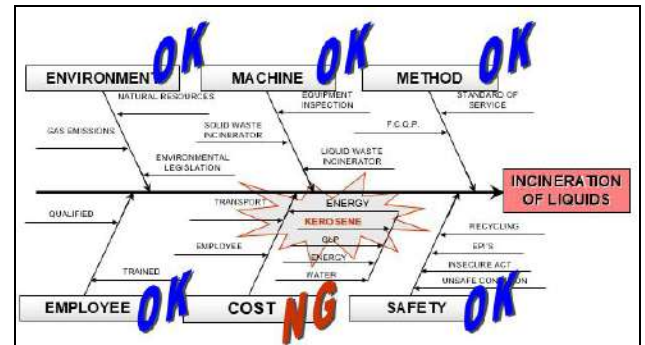 OK
OK
OK
ENVIRONMENT
MACHINE
METHOD
NATURAL RESOURCES
EQUIPMENT
INSPECTION
STANDARD OF
SERVICE
GAS EMISSIONS
SOLID WASTE
INCINERATOR
ENVIRONMENTAL
LEGISLATION
LIQUID WASTE
INCINERATOR
INCINERATION
OF LIQUIDS
TRANSPORT
ENERGY
QUALIFIED
KEROSENE
RECYCLING
EMPLOYEE
EPI'S
ENERGY
INSECURE ACT
TRAINED
WATER
UNSAFE CONDITION
EMPLOYEE
COST
SAFETY
OK
NG
OK